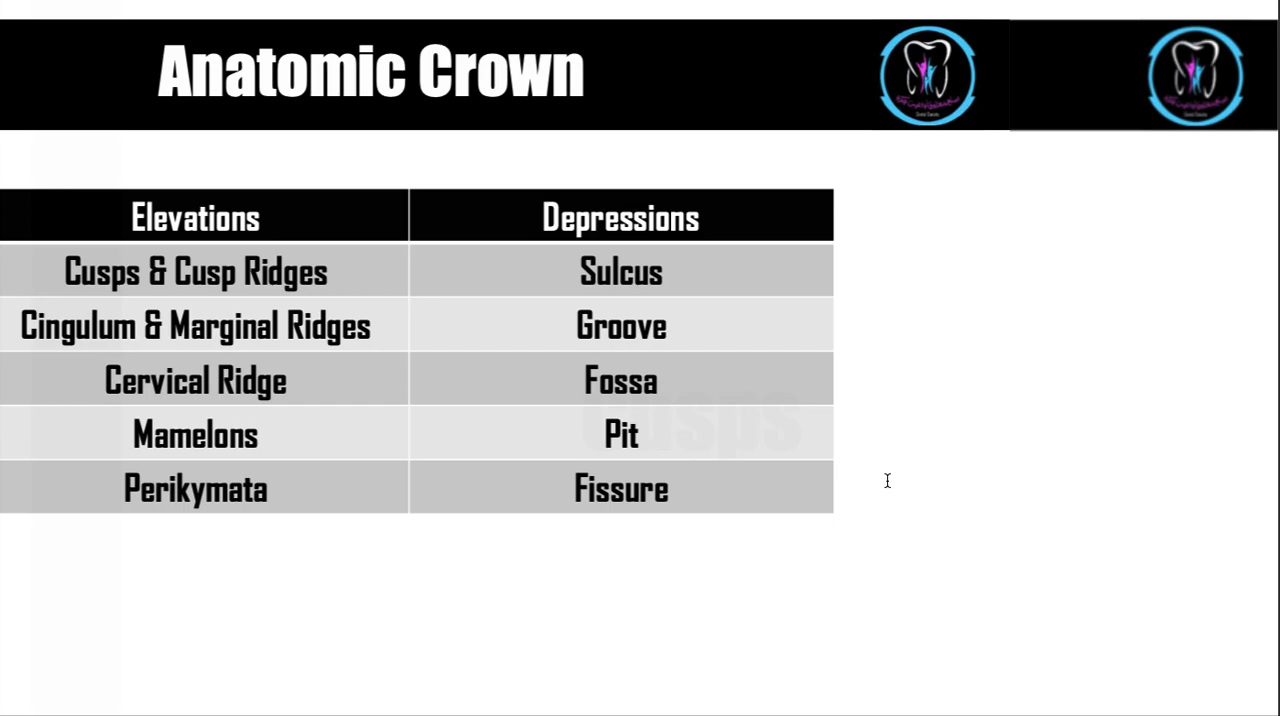 Anatomic Crown
Elevations Depressions
Cusps & Cusp Ridges Sulcus
Cingulum & Marginal Ridges Groove
Cervical Ridge Fossa
Mamelons Pit
Perikymata Fissure